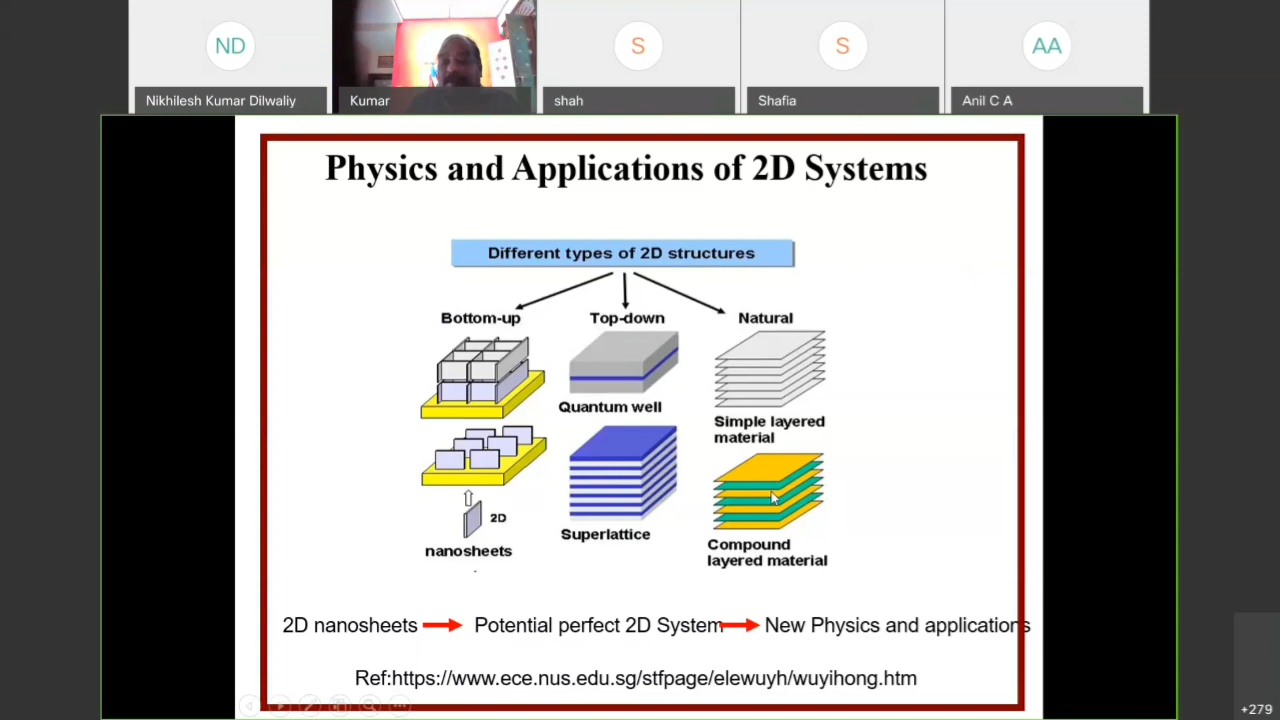 ND
S
S
AA
Nikhilesh Kumar Dilwaliy
Kumar
shah
Shafia
Anil C A
Physics and Applications of 2D Systems
Different types of 2D structures
Bottom-up
Top-down
Natural
Quantum well
Simple layered
material
2D
nanosheets
Superlattice
Compound
layered material
2D nanosheets
Potential perfect 2D System
New Physics and applications
Ref:https://www.ece.nus.edu.sg/stfpage/elewuyh/wuyihong.htm
+279